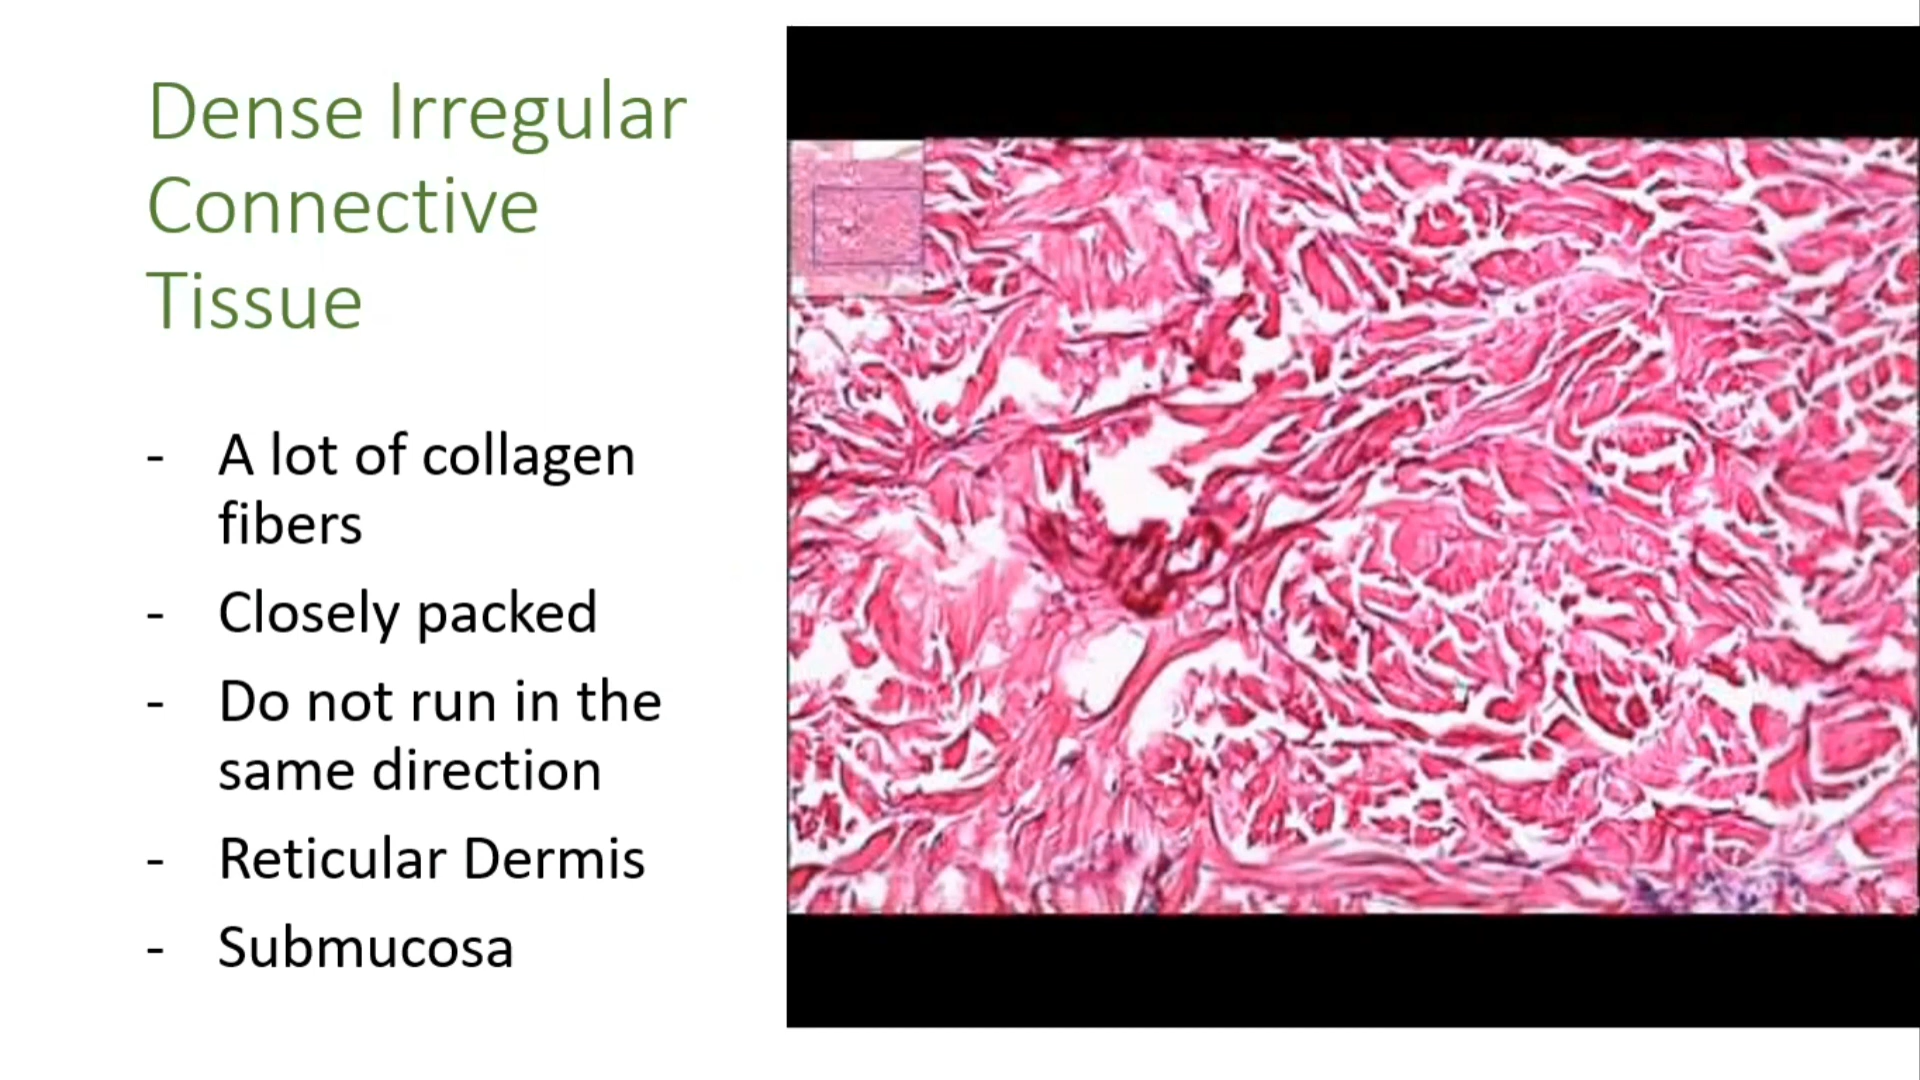 Dense Irregular
Connective
Tissue
- A lot of collagen
fibers
- Closely packed
- Do not run in the
same direction
- Reticular Dermis
- Submucosa